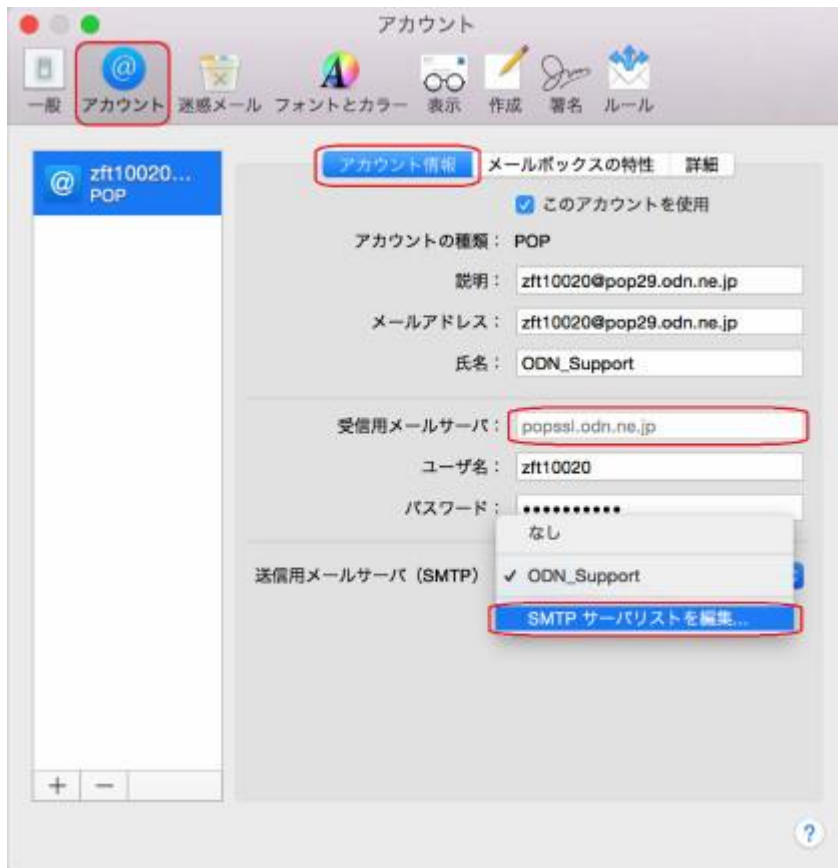 アカウント
一般 アカウント 迷惑メール フォントとカラー 表示 作成 署名 ルール
zft10020...
POP
アカウント情報 メールボックスの特性 詳細
このアカウントを使用
アカウントの種類： POP
説明： zft10020@pop29.odn.ne.jp
メールアドレス： zft10020@pop29.odn.ne.jp
氏名： ODN_Support
受信用メールサーバ： popssl.odn.ne.jp
ユーザ名： zft10020
パスワード： ••••••••••
なし
送信用メールサーバ（SMTP） ✓ ODN_Support
SMTP サーバリストを編集...
+ −
?